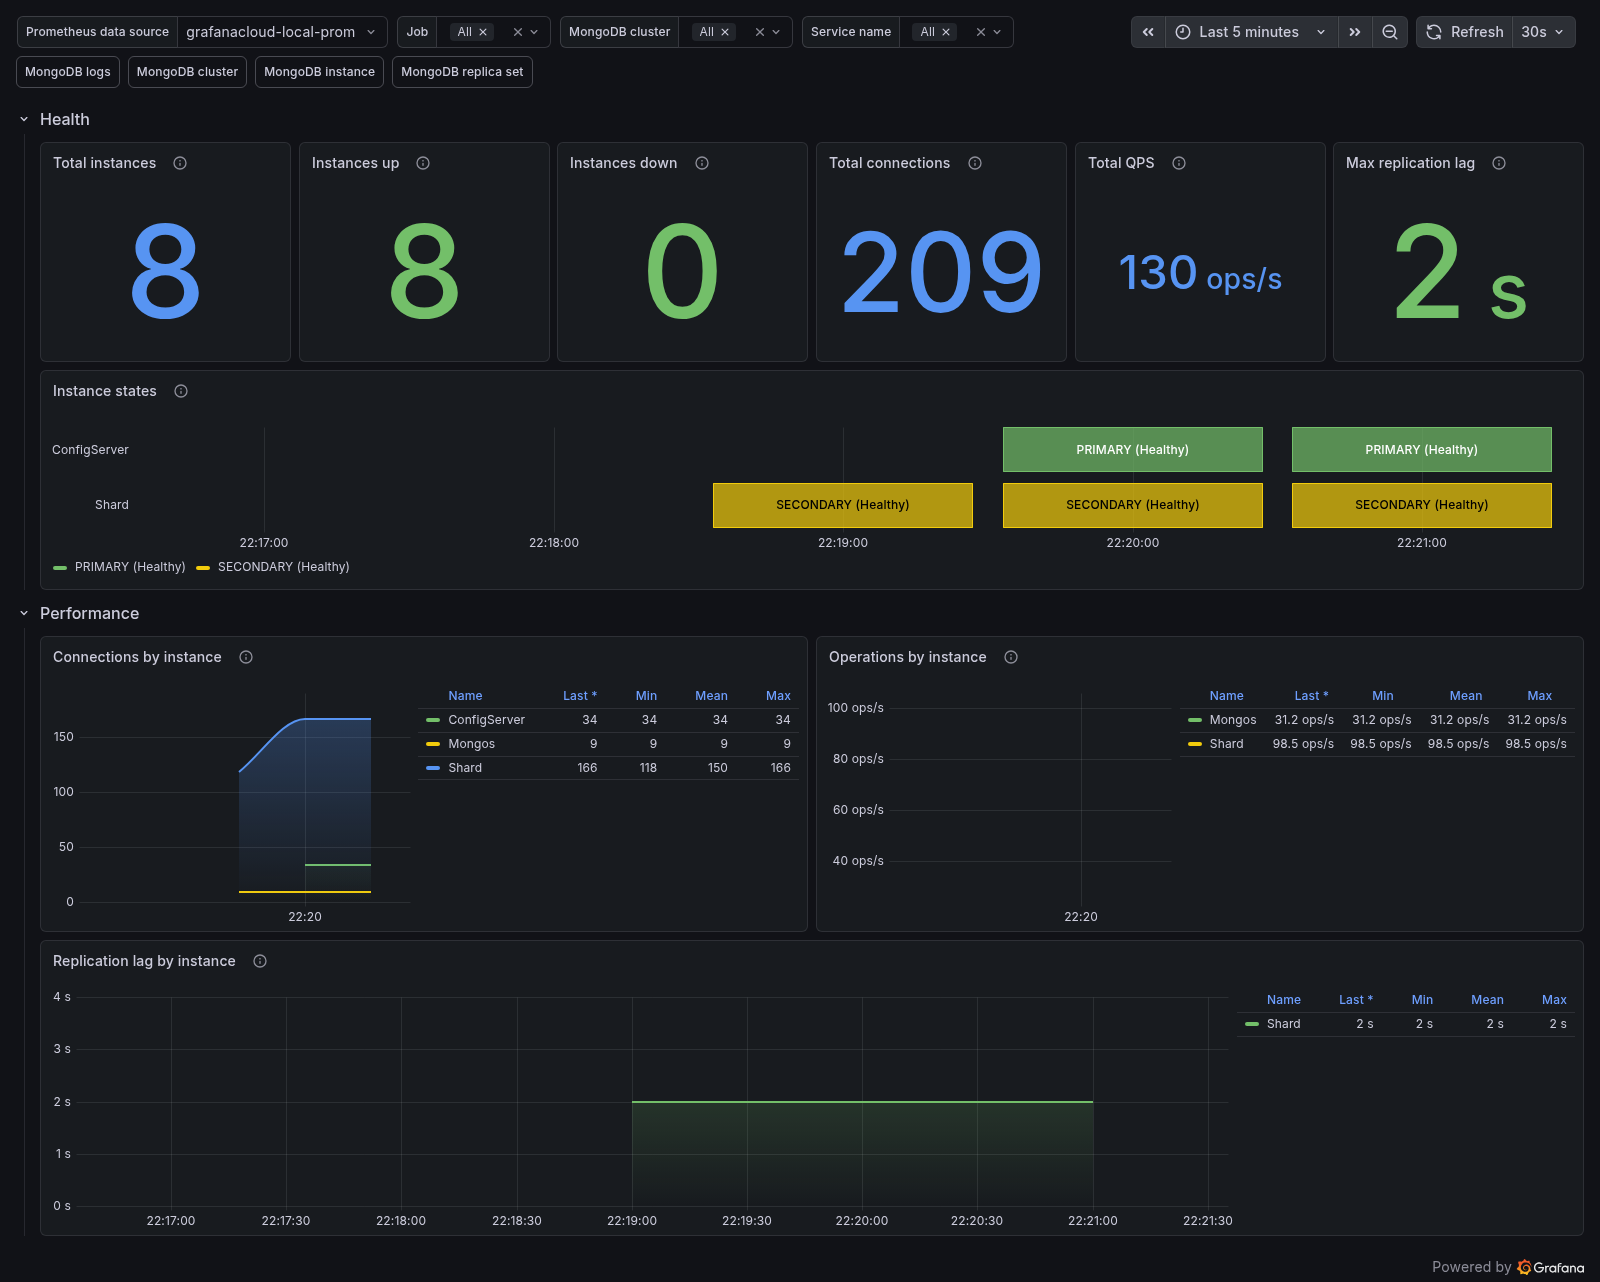 Prometheus data source grafanacloud-local-prom Job All MongoDB cluster All Service name All Last 5 minutes Refresh 30s
MongoDB logs MongoDB cluster MongoDB instance MongoDB replica set
Health
Total instances Instances up Instances down Total connections Total QPS Max replication lag
8 8 0 209 130 ops/s 2 s
Instance states
ConfigServer PRIMARY (Healthy) PRIMARY (Healthy)
Shard SECONDARY (Healthy) SECONDARY (Healthy) SECONDARY (Healthy)
22:17:00 22:18:00 22:19:00 22:20:00 22:21:00
PRIMARY (Healthy) SECONDARY (Healthy)
Performance
Connections by instance
150
100
50
0
22:20
Name Last * Min Mean Max
ConfigServer 34 34 34 34
Mongos 9 9 9 9
Shard 166 118 150 166
Operations by instance
100 ops/s
80 ops/s
60 ops/s
40 ops/s
22:20
Name Last * Min Mean Max
Mongos 31.2 ops/s 31.2 ops/s 31.2 ops/s 31.2 ops/s
Shard 98.5 ops/s 98.5 ops/s 98.5 ops/s 98.5 ops/s
Replication lag by instance
4 s
3 s
2 s
1 s
0 s
22:17:00 22:17:30 22:18:00 22:18:30 22:19:00 22:19:30 22:20:00 22:20:30 22:21:00 22:21:30
Name Last * Min Mean Max
Shard 2 s 2 s 2 s 2 s
Powered by Grafana